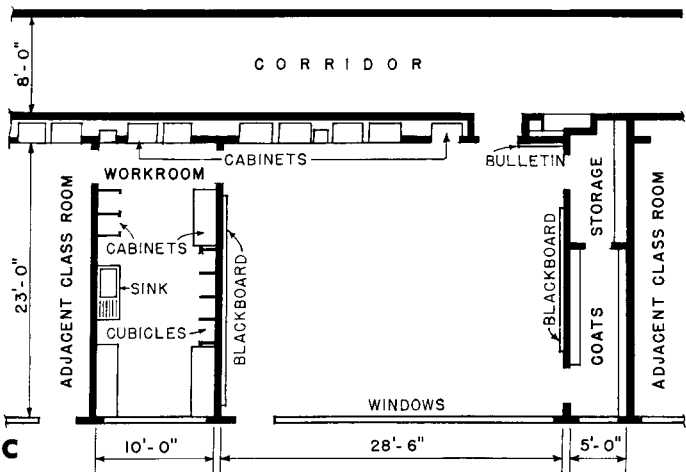 CORRIDOR
8'-0"
CABINETS
BULLETIN
WORKROOM
STORAGE
ADJACENT CLASS ROOM
CABINETS
BLACKBOARD
BLACKBOARD
ADJACENT CLASS ROOM
23'-0"
SINK
CUBICLES
COATS
WINDOWS
C
10'-0"
28'-6"
5'-0"